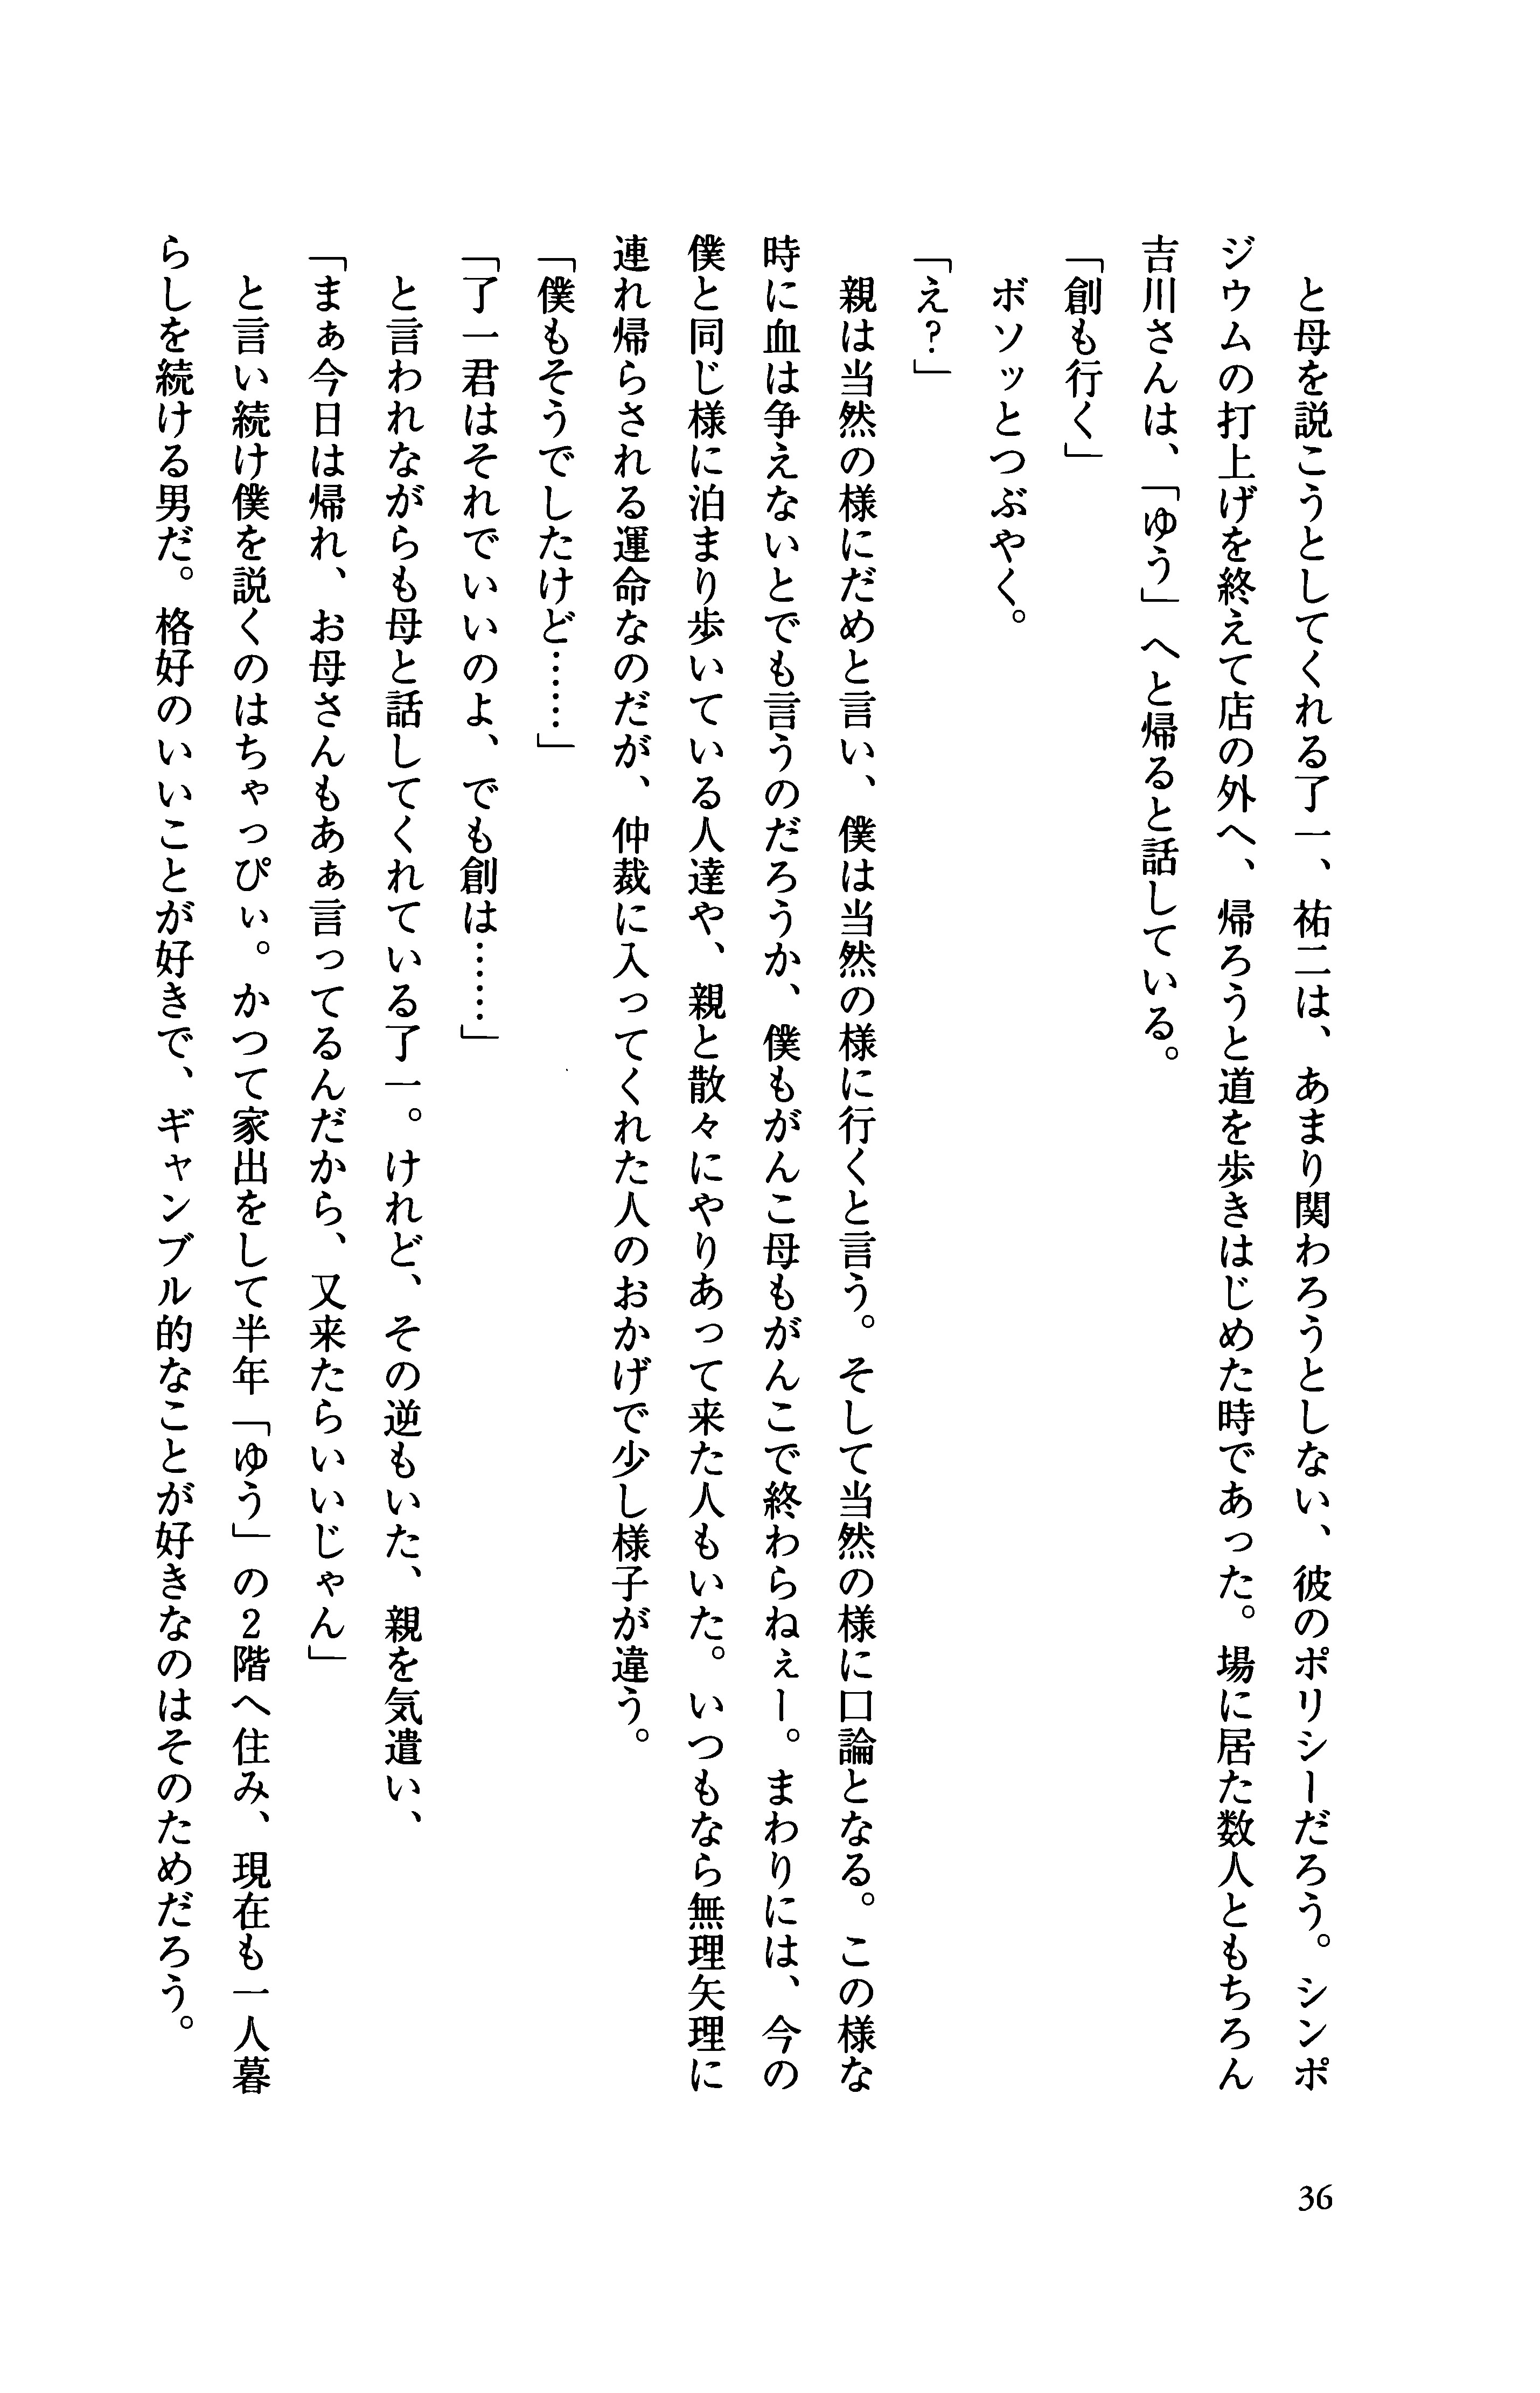 と母を説こうとしてくれる了一、祐二は、あまり関わろうとしない、彼のポリシーだろう。シンポ
ジウムの打上げを終えて店の外へ、帰ろうと道を歩きはじめた時であった。場に居た数人ともちろん
吉川さんは、「ゆう」へと帰ると話している。
「創も行く」
ボソッとつぶやく。
「え？」
親は当然の様にだめと言い、僕は当然の様に行くと言う。そして当然の様に口論となる。この様な
時に血は争えないとでも言うのだろうか、僕もがんこ母もがんこで終わらねぇー。まわりには、今の
僕と同じ様に泊まり歩いている人達や、親と散々にやりあって来た人もいた。いつもなら無理矢理に
連れ帰らされる運命なのだが、仲裁に入ってくれた人のおかげで少し様子が違う。
「僕もそうでしたけど……」
「了一君はそれでいいのよ、でも創は……」
と言われながらも母と話してくれている了一。けれど、その逆もいた、親を気遣い、
「まぁ今日は帰れ、お母さんもあぁ言ってるんだから、又来たらいいじゃん」
と言い続け僕を説くのはちゃっぴぃ。かつて家出をして半年「ゆう」の2階へ住み、現在も一人暮
らしを続ける男だ。格好のいいことが好きで、ギャンブル的なことが好きなのはそのためだろう。
36